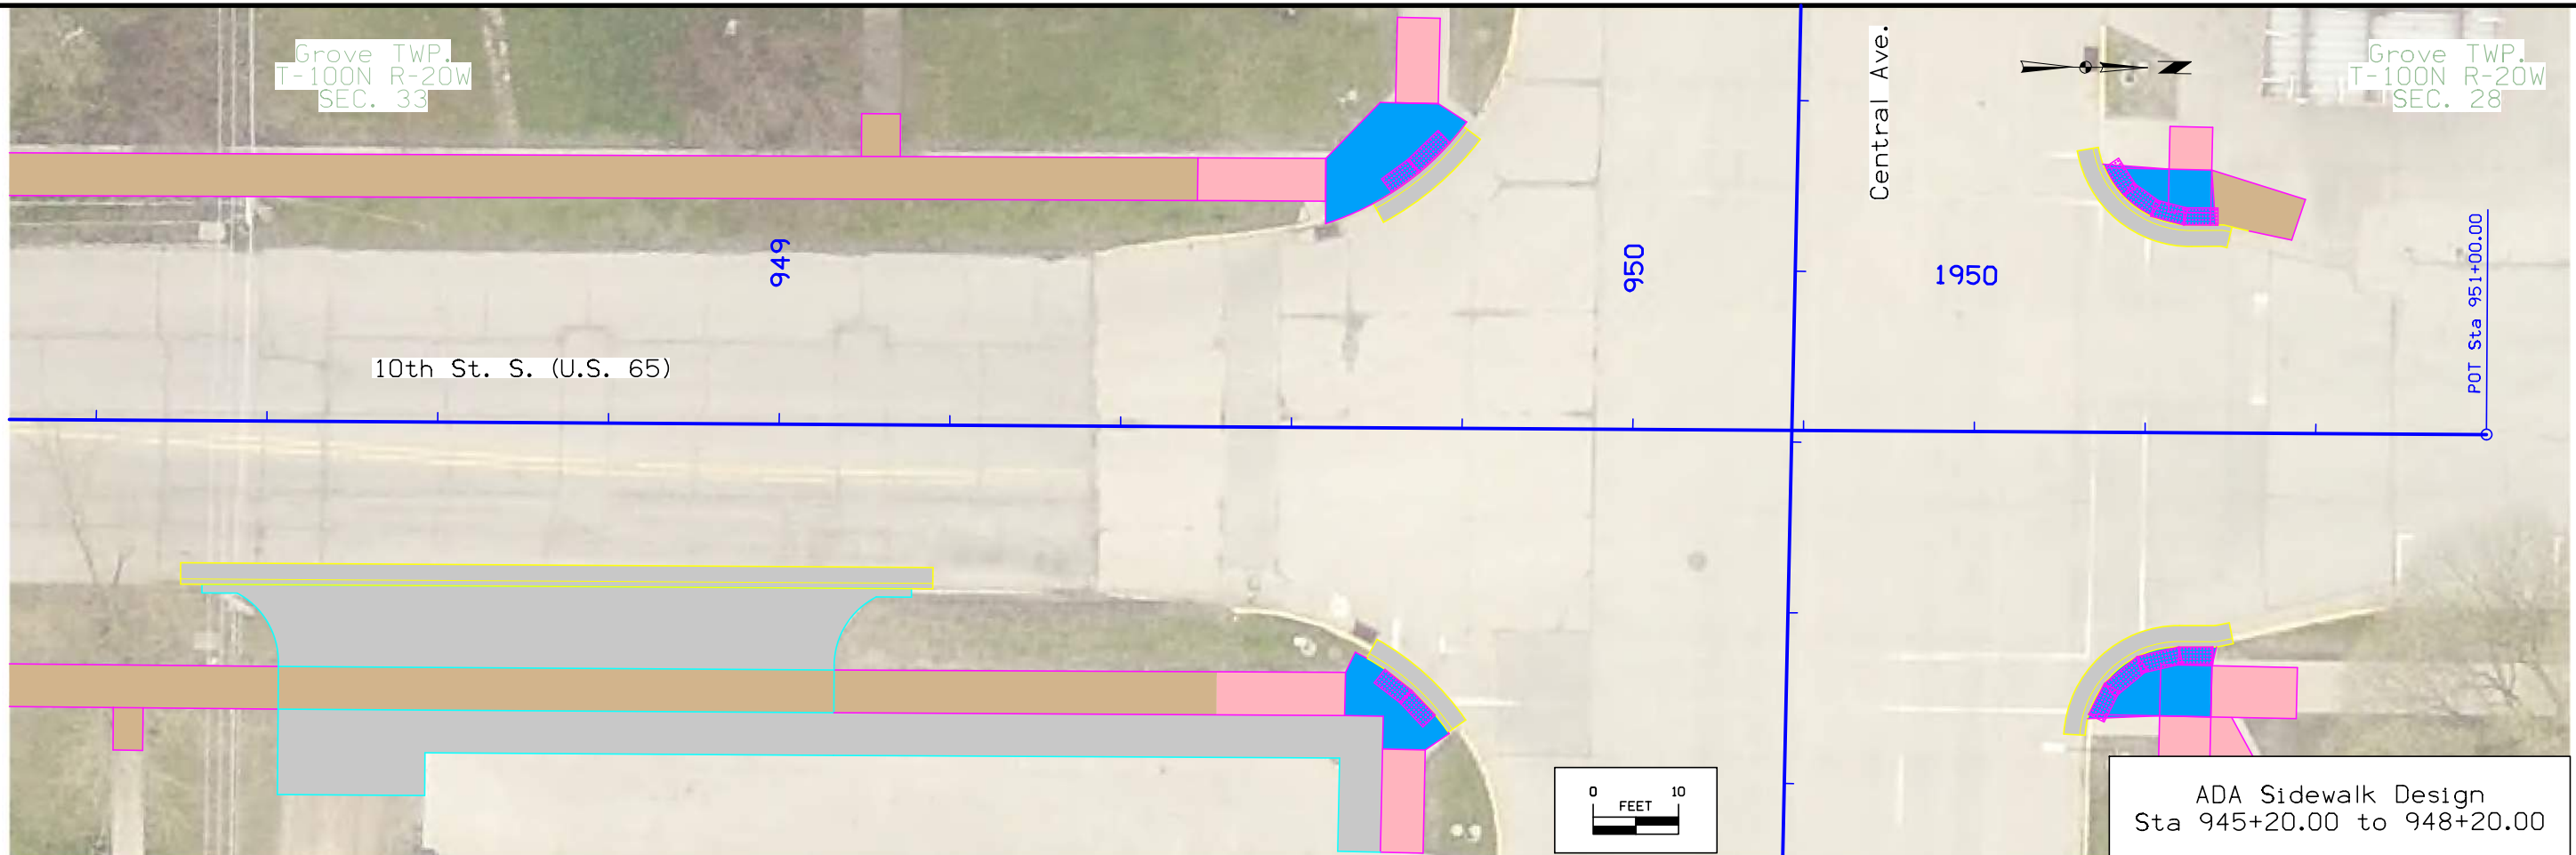 Grove TWP.
T-100N R-20W
SEC. 33
Central Ave.
Grove TWP.
T-100N R-20W
SEC. 28
949
950
1950
POT Sta 951+00.00
10th St. S. (U.S. 65)
0 10
FEET
ADA Sidewalk Design
Sta 945+20.00 to 948+20.00